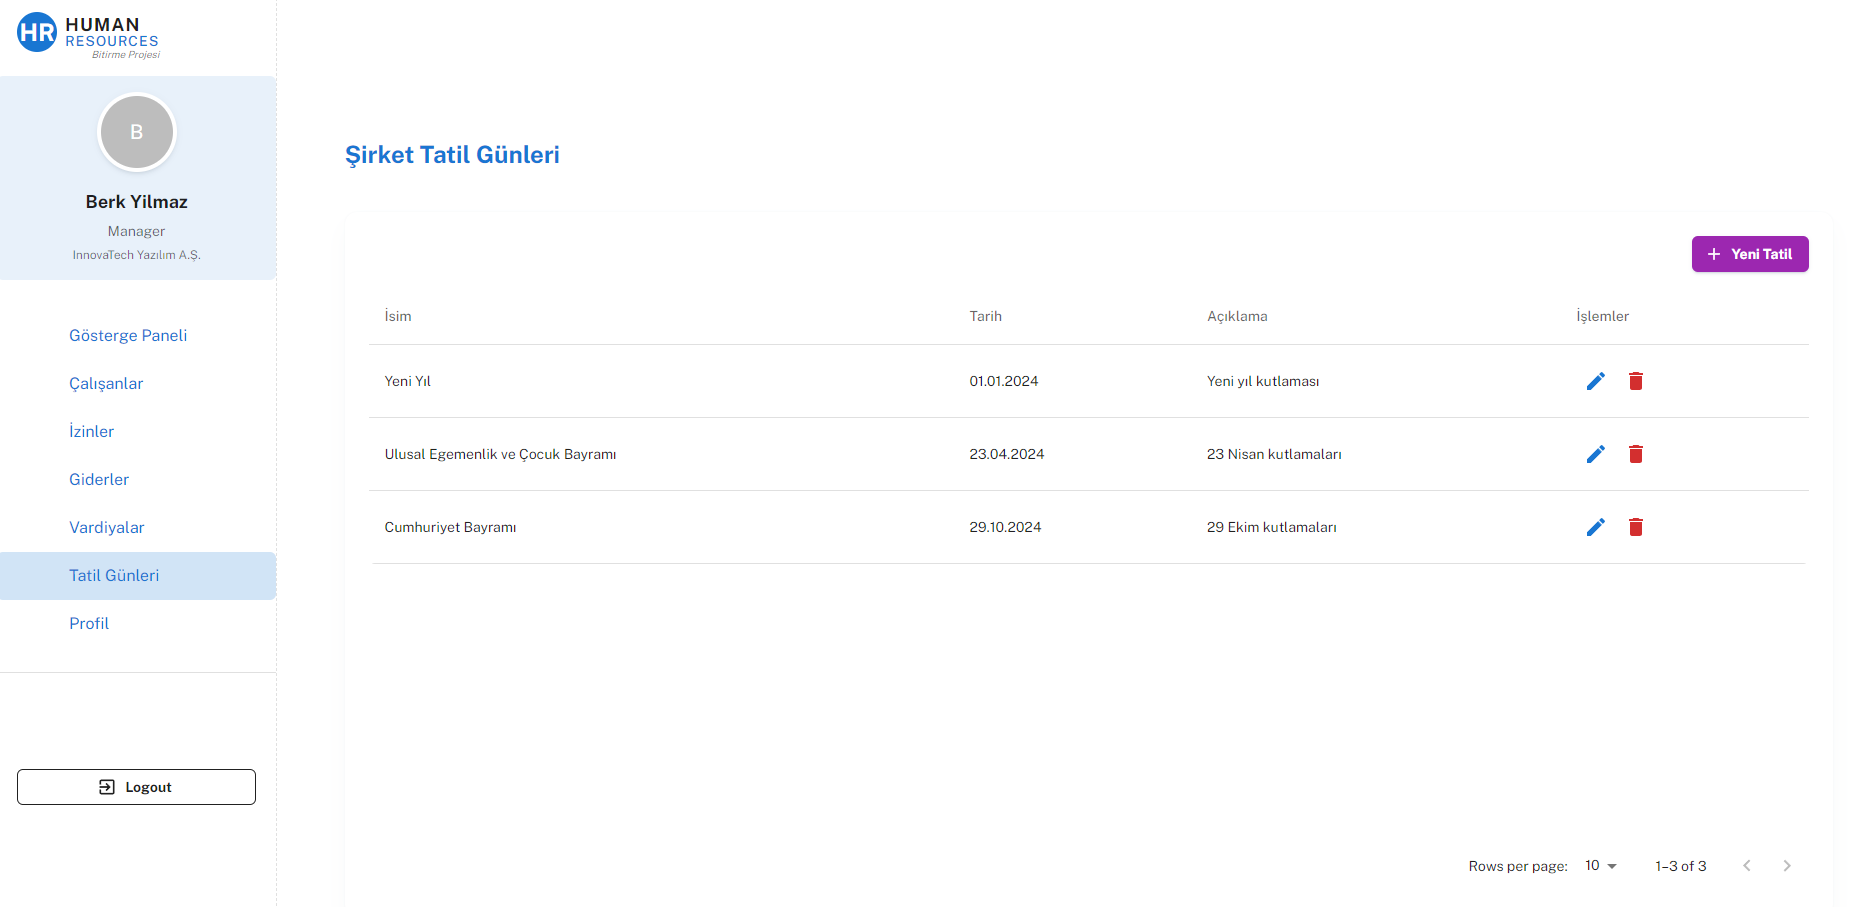 HR HUMAN
RESOURCES
Bitirme Projesi
B
Berk Yilmaz
Manager
InnovaTech Yazılım A.Ş.
Gösterge Paneli
Çalışanlar
İzinler
Giderler
Vardiyalar
Tatil Günleri
Profil
Logout
Şirket Tatil Günleri
Yeni Tatil
İsim Tarih Açıklama İşlemler
Yeni Yıl 01.01.2024 Yeni yıl kutlaması
Ulusal Egemenlik ve Çocuk Bayramı 23.04.2024 23 Nisan kutlamaları
Cumhuriyet Bayramı 29.10.2024 29 Ekim kutlamaları
Rows per page: 10 1–3 of 3